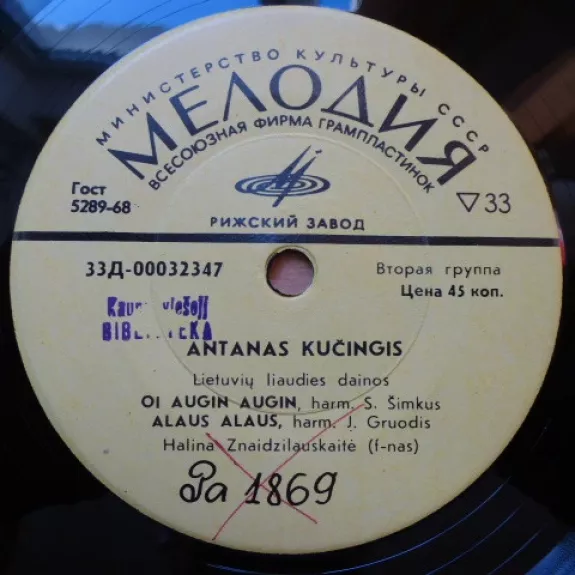 МИНИСТЕРСТВО КУЛЬТУРЫ СССР
МЕЛОДИЯ
ВСЕСОЮЗНАЯ ФИРМА ГРАМПЛАСТИНОК
Гост
5289-68
▽33
РИЖСКИЙ ЗАВОД
33Д-00032347
Вторая группа
Цена 45 коп.
ANTANAS KUČINGIS
Lietuvių liaudies dainos
OI AUGIN AUGIN, harm. S. Šimkus
ALAUS ALAUS, harm. J. Gruodis
Halina Znaidzilauskaitė (f-nas)
Pa 1869